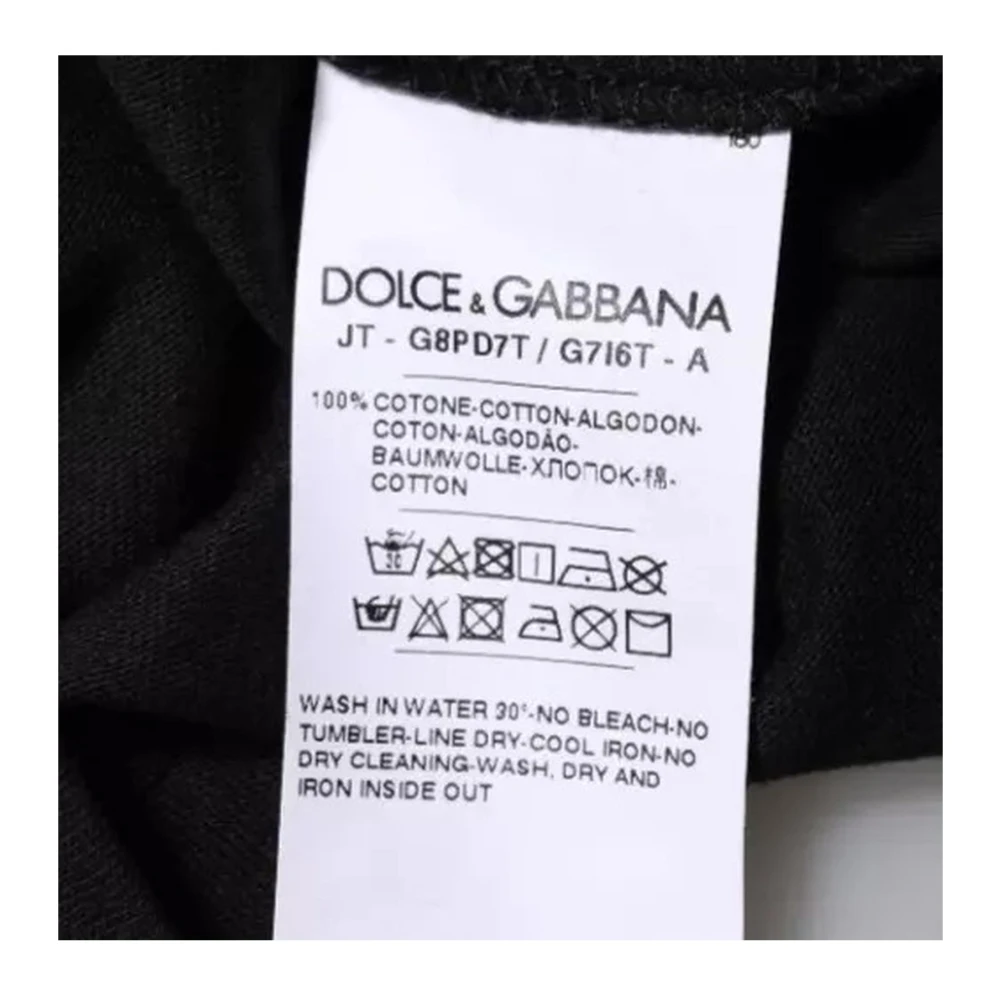 DOLCE & GABBANA
JT - G8PD7T / G7I6T - A
100% COTONE-COTTON-ALGODON-
COTON-ALGODÃO-
BAUMWOLLE-ХЛОПОК-棉-
COTTON
30
WASH IN WATER 30°-NO BLEACH-NO
TUMBLER-LINE DRY-COOL IRON-NO
DRY CLEANING-WASH, DRY AND
IRON INSIDE OUT